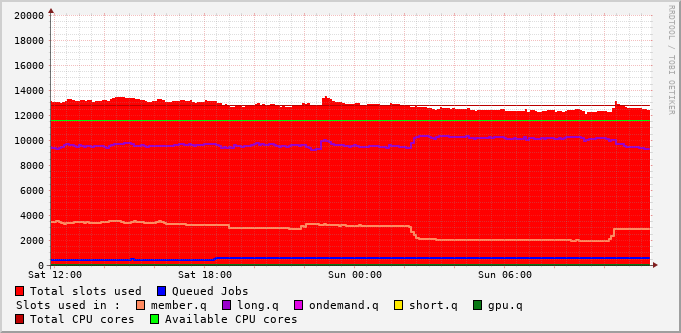 20000
18000
16000
14000
12000
10000
8000
6000
4000
2000
0
Sat 12:00 Sat 18:00 Sun 00:00 Sun 06:00
RRDTOOL / TOBI OETIKER
Total slots used Queued Jobs
Slots used in : member.q long.q ondemand.q short.q gpu.q
Total CPU cores Available CPU cores